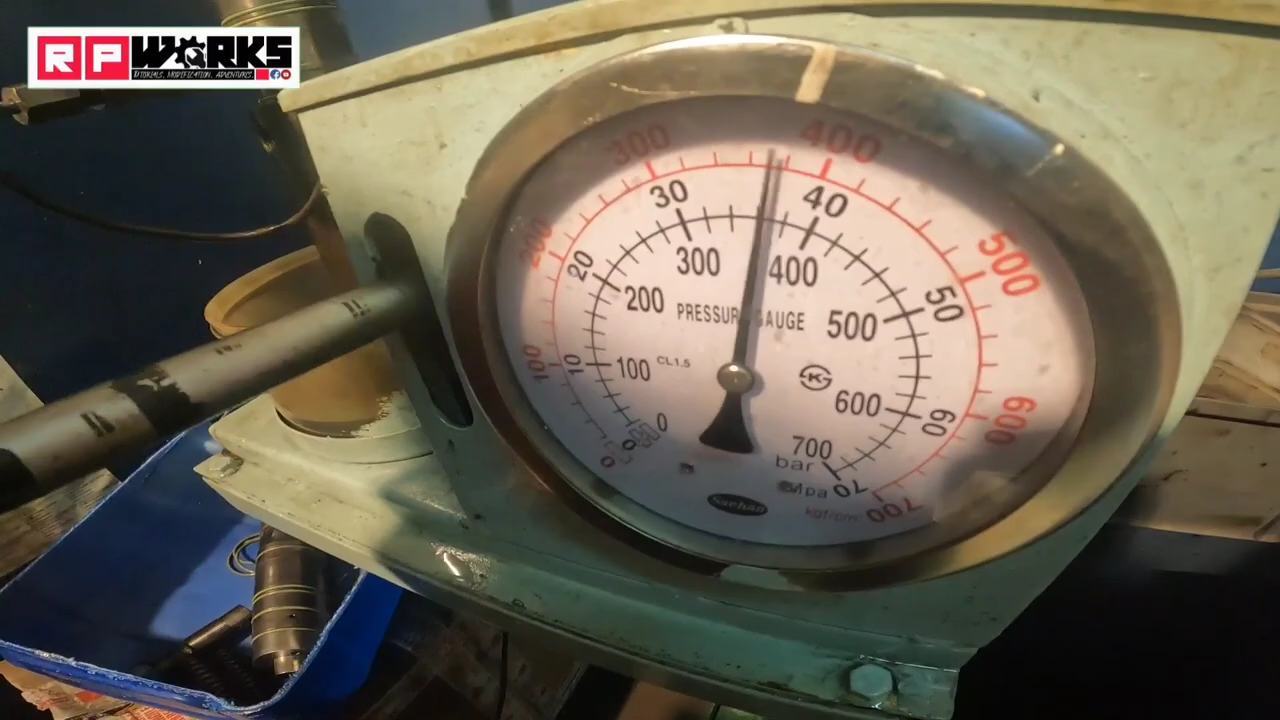 RP WORKS
TUTORIALS, MODIFICATION, ADVENTURES
300 400
30 40
200 500
20 300 400 50
200 PRESSURE GAUGE 500
100 10 100 CL1.5 K 600 60 600
0 700
0 bar
0 Mpa 70
Saehan kgf/cm² 700